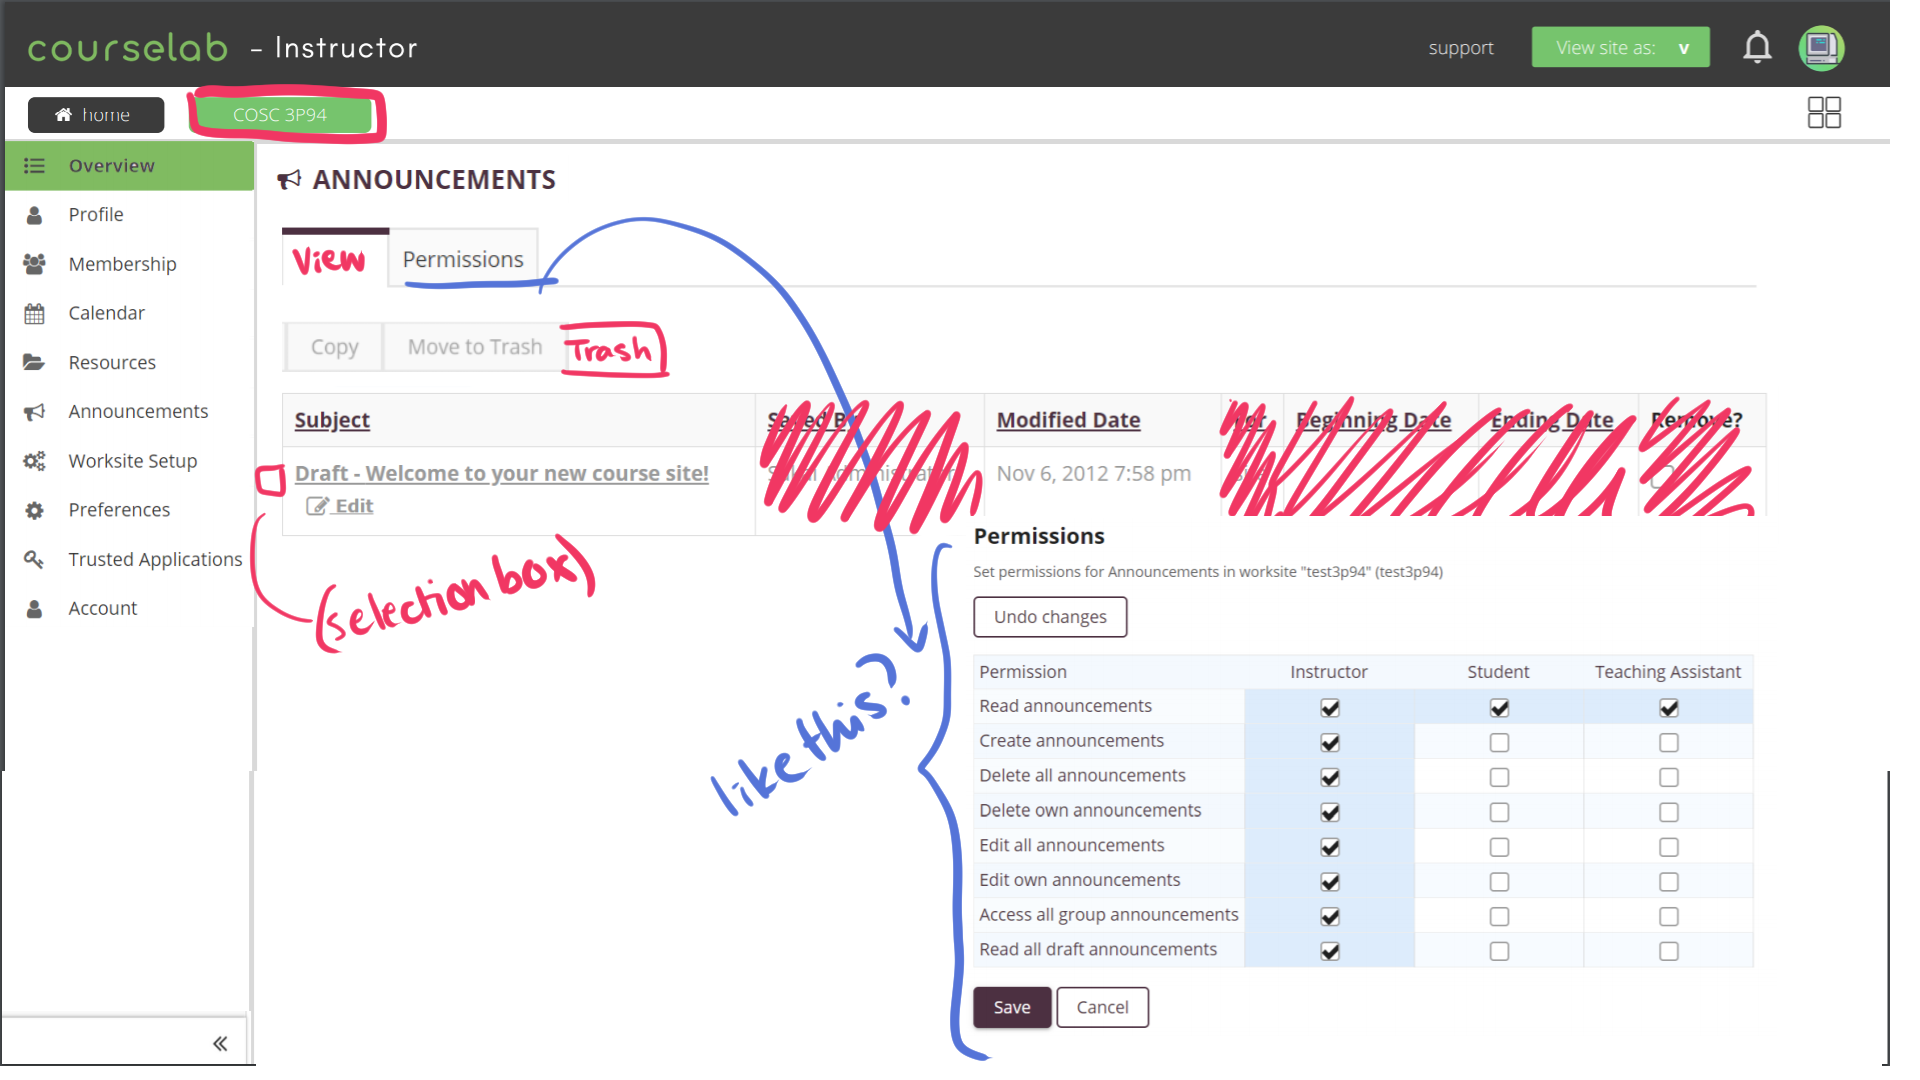 courselab – Instructor
support
View site as: v
home
COSC 3P94
Overview
Profile
Membership
Calendar
Resources
Announcements
Worksite Setup
Preferences
Trusted Applications
Account
«
ANNOUNCEMENTS
View Permissions
Copy Move to Trash Trash
Subject Saved By Modified Date For Beginning Date Ending Date Remove?
Draft - Welcome to your new course site! Nov 6, 2012 7:58 pm
Edit
(selection box)
like this?
Permissions
Set permissions for Announcements in worksite "test3p94" (test3p94)
Undo changes
Permission Instructor Student Teaching Assistant
Read announcements
Create announcements
Delete all announcements
Delete own announcements
Edit all announcements
Edit own announcements
Access all group announcements
Read all draft announcements
Save Cancel